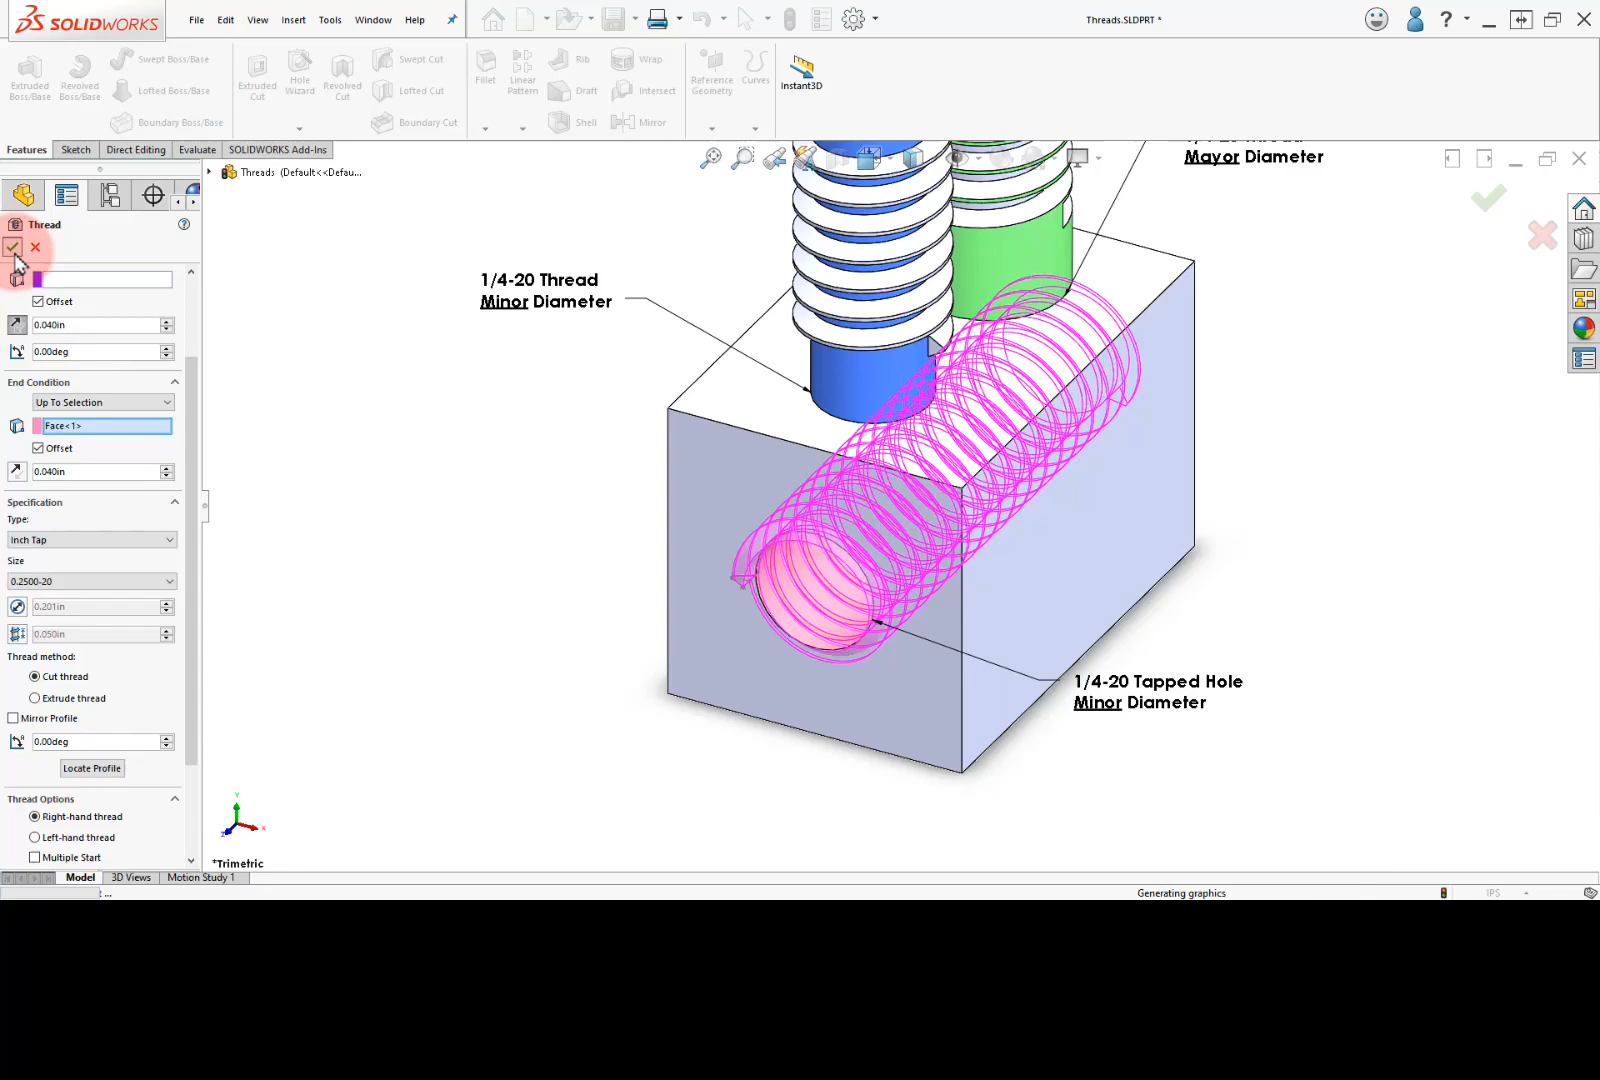 SOLIDWORKS
File Edit View Insert Tools Window Help
Threads.SLDPRT *
?
Extruded Boss/Base
Revolved Boss/Base
Swept Boss/Base
Lofted Boss/Base
Boundary Boss/Base
Extruded Cut
Hole Wizard
Revolved Cut
Swept Cut
Lofted Cut
Boundary Cut
Fillet
Linear Pattern
Rib
Draft
Shell
Wrap
Intersect
Mirror
Reference Geometry
Curves
Instant3D
Features Sketch Direct Editing Evaluate SOLIDWORKS Add-Ins
Threads (Default<<Defau...
Thread
Offset
0.040in
0.00deg
End Condition
Up To Selection
Face<1>
Offset
0.040in
Specification
Type:
Inch Tap
Size
0.2500-20
0.201in
0.050in
Thread method:
Cut thread
Extrude thread
Mirror Profile
0.00deg
Locate Profile
Thread Options
Right-hand thread
Left-hand thread
Multiple Start
Mayor Diameter
1/4-20 Thread
Minor Diameter
1/4-20 Tapped Hole
Minor Diameter
Y
X
Z
*Trimetric
Model 3D Views Motion Study 1
...
Generating graphics
IPS